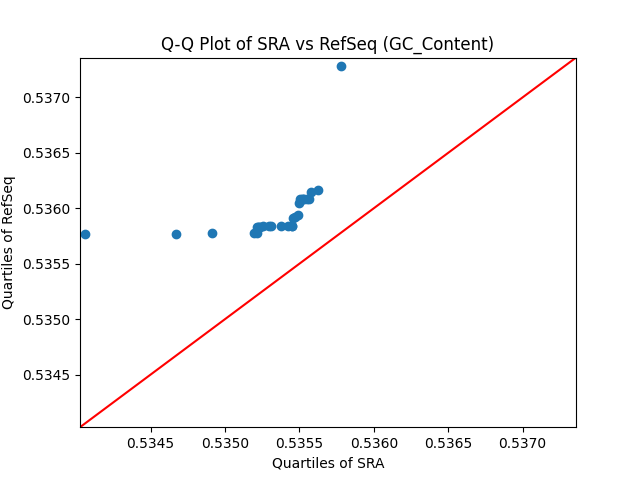 Q-Q Plot of SRA vs RefSeq (GC_Content)
Quartiles of RefSeq
0.5370
0.5365
0.5360
0.5355
0.5350
0.5345
0.5345 0.5350 0.5355 0.5360 0.5365 0.5370
Quartiles of SRA